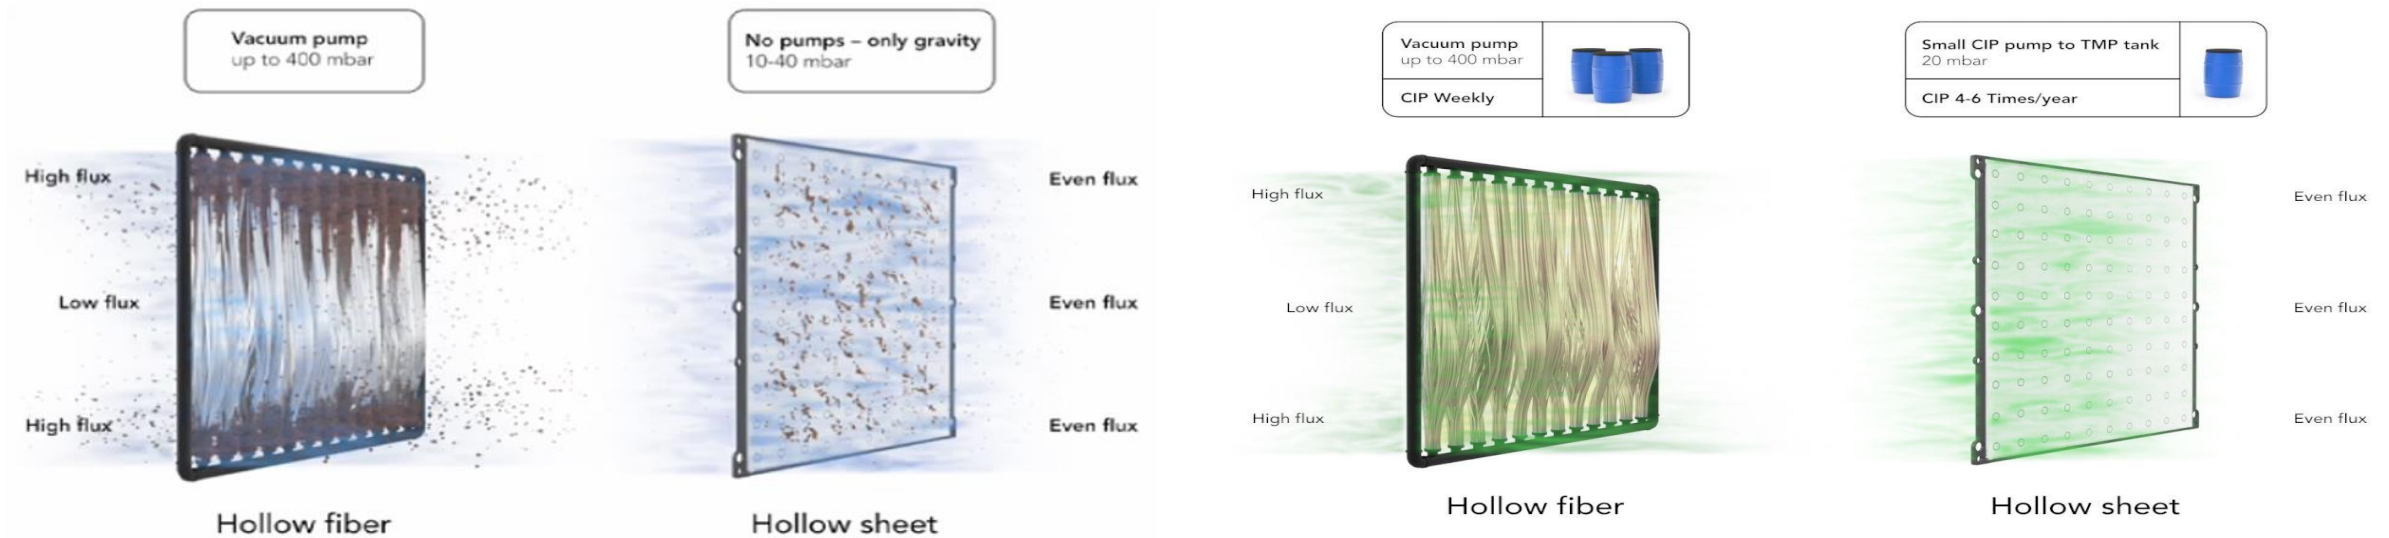 Vacuum pump
up to 400 mbar
High flux
Low flux
High flux
Hollow fiber
No pumps – only gravity
10-40 mbar
Even flux
Even flux
Even flux
Hollow sheet
Vacuum pump
up to 400 mbar
CIP Weekly
High flux
Low flux
High flux
Hollow fiber
Small CIP pump to TMP tank
20 mbar
CIP 4-6 Times/year
Even flux
Even flux
Even flux
Hollow sheet